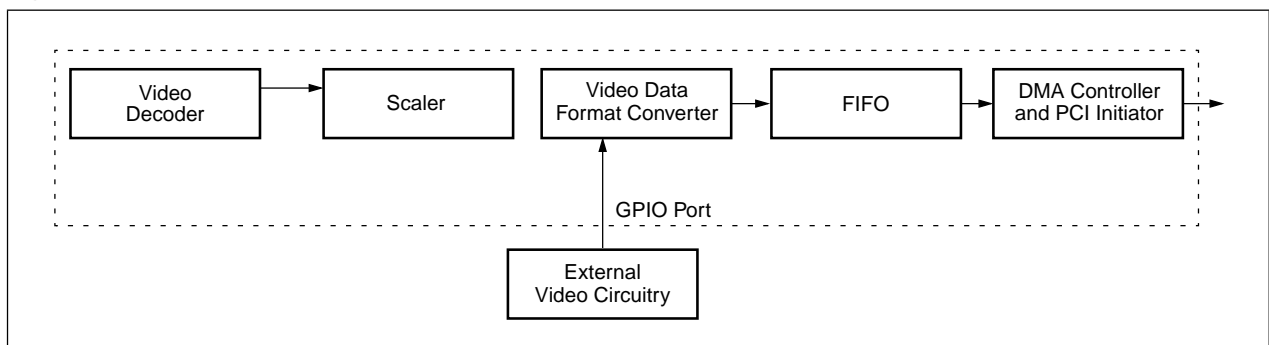 Video
Decoder
Scaler
Video Data
Format Converter
FIFO
DMA Controller
and PCI Initiator
GPIO Port
External
Video Circuitry